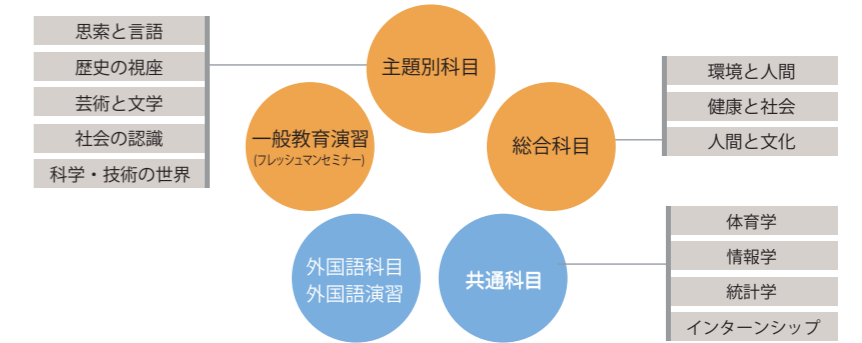 思索と言語
歴史の視座
芸術と文学
社会の認識
科学・技術の世界
主題別科目
一般教育演習
(フレッシュマンセミナー)
総合科目
環境と人間
健康と社会
人間と文化
外国語科目
外国語演習
共通科目
体育学
情報学
統計学
インターンシップ